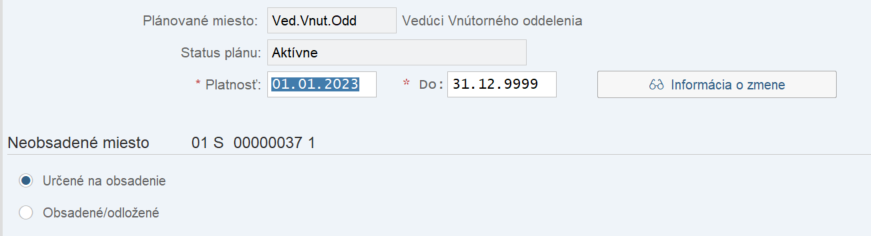 Plánované miesto: Ved.Vnut.Odd Vedúci Vnútorného oddelenia
Status plánu: Aktívne
* Platnosť: 01.01.2023 * Do: 31.12.9999 Informácia o zmene
Neobsadené miesto 01 S 00000037 1
Určené na obsadenie
Obsadené/odložené